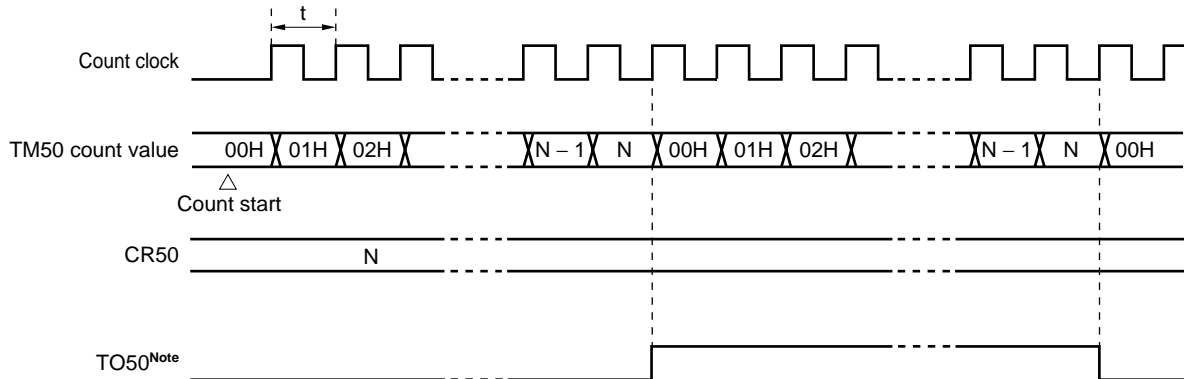 t
Count clock
TM50 count value 00H 01H 02H N − 1 N 00H 01H 02H N − 1 N 00H
Count start
CR50 N
TO50Note